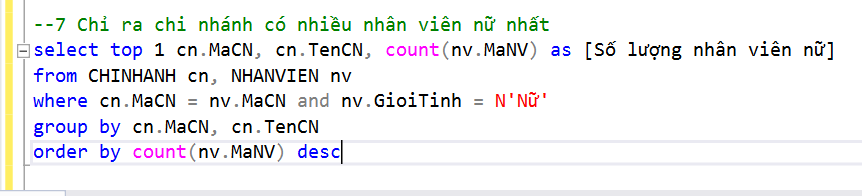 --7 Chỉ ra chi nhánh có nhiều nhân viên nữ nhất
select top 1 cn.MaCN, cn.TenCN, count(nv.MaNV) as [Số lượng nhân viên nữ]
from CHINHANH cn, NHANVIEN nv
where cn.MaCN = nv.MaCN and nv.GioiTinh = N'Nữ'
group by cn.MaCN, cn.TenCN
order by count(nv.MaNV) desc